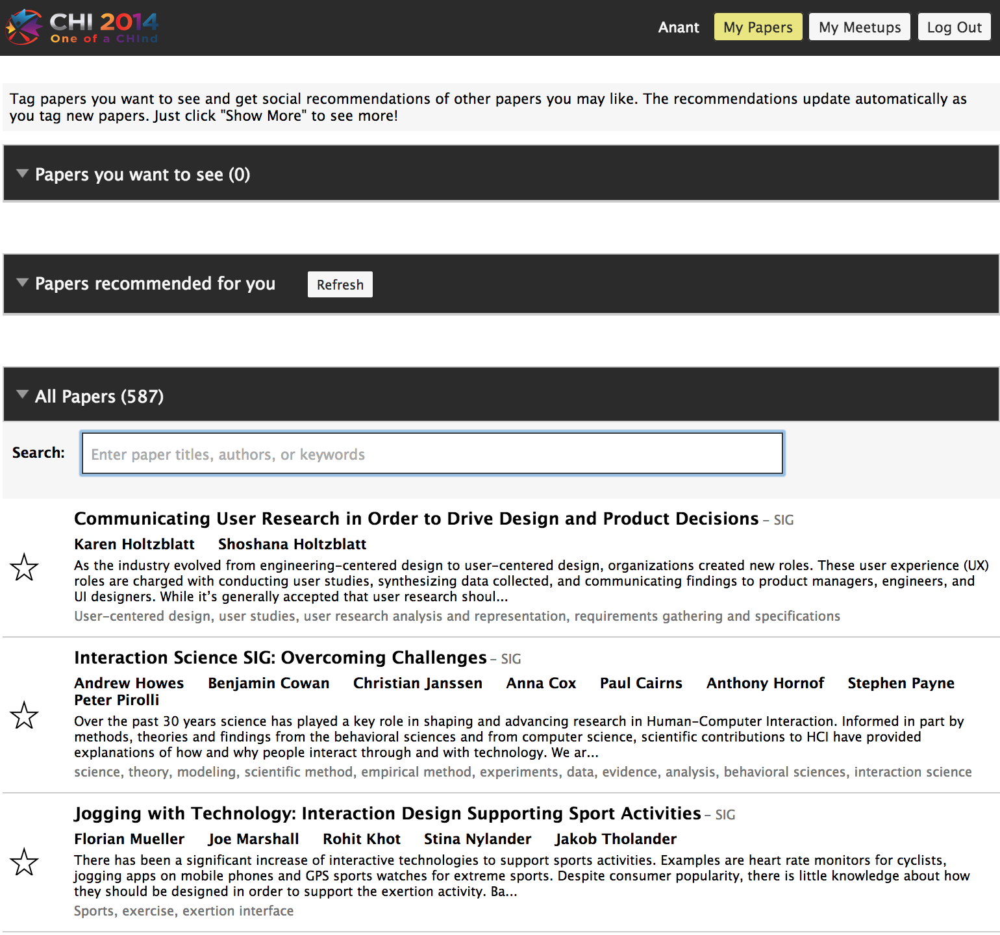 CHI 2014
One of a CHInd
Anant My Papers My Meetups Log Out
Tag papers you want to see and get social recommendations of other papers you may like. The recommendations update automatically as
you tag new papers. Just click "Show More" to see more!
Papers you want to see (0)
Papers recommended for you Refresh
All Papers (587)
Search: Enter paper titles, authors, or keywords
Communicating User Research in Order to Drive Design and Product Decisions – SIG
Karen Holtzblatt Shoshana Holtzblatt
As the industry evolved from engineering-centered design to user-centered design, organizations created new roles. These user experience (UX)
roles are charged with conducting user studies, synthesizing data collected, and communicating findings to product managers, engineers, and
UI designers. While it’s generally accepted that user research shoul...
User-centered design, user studies, user research analysis and representation, requirements gathering and specifications
Interaction Science SIG: Overcoming Challenges – SIG
Andrew Howes Benjamin Cowan Christian Janssen Anna Cox Paul Cairns Anthony Hornof Stephen Payne
Peter Pirolli
Over the past 30 years science has played a key role in shaping and advancing research in Human-Computer Interaction. Informed in part by
methods, theories and findings from the behavioral sciences and from computer science, scientific contributions to HCI have provided
explanations of how and why people interact through and with technology. We ar...
science, theory, modeling, scientific method, empirical method, experiments, data, evidence, analysis, behavioral sciences, interaction science
Jogging with Technology: Interaction Design Supporting Sport Activities – SIG
Florian Mueller Joe Marshall Rohit Khot Stina Nylander Jakob Tholander
There has been a significant increase of interactive technologies to support sports activities. Examples are heart rate monitors for cyclists,
jogging apps on mobile phones and GPS sports watches for extreme sports. Despite consumer popularity, there is little knowledge about how
they should be designed in order to support the exertion activity. Ba...
Sports, exercise, exertion interface